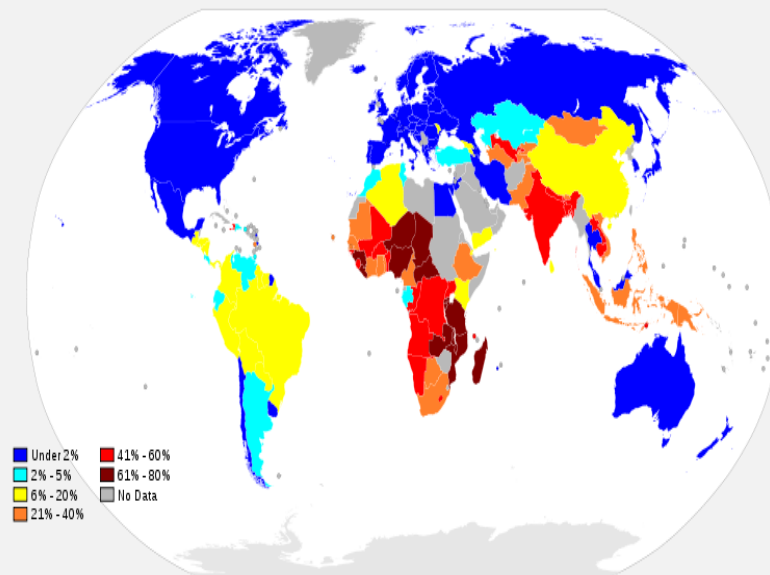 Under 2%
2% - 5%
6% - 20%
21% - 40%
41% - 60%
61% - 80%
No Data